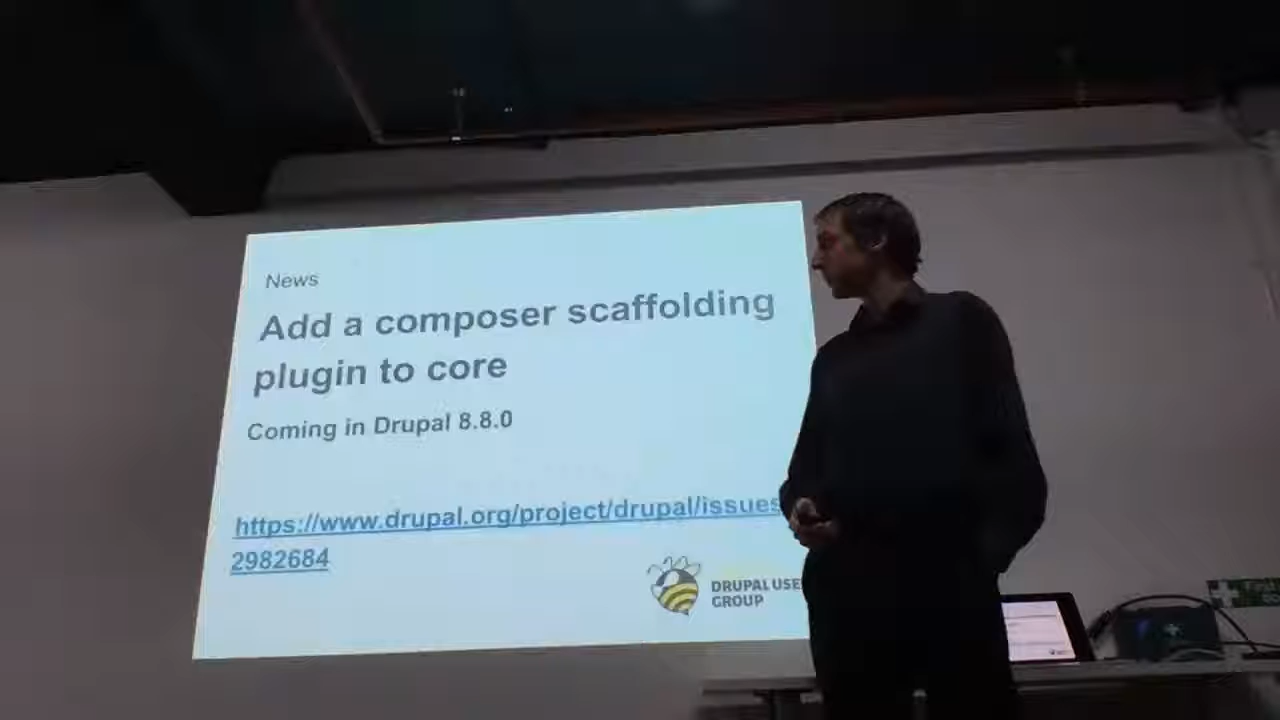 News
Add a composer scaffolding
plugin to core
Coming in Drupal 8.8.0
https://www.drupal.org/project/drupal/issues
2982684
DRUPAL USE
GROUP